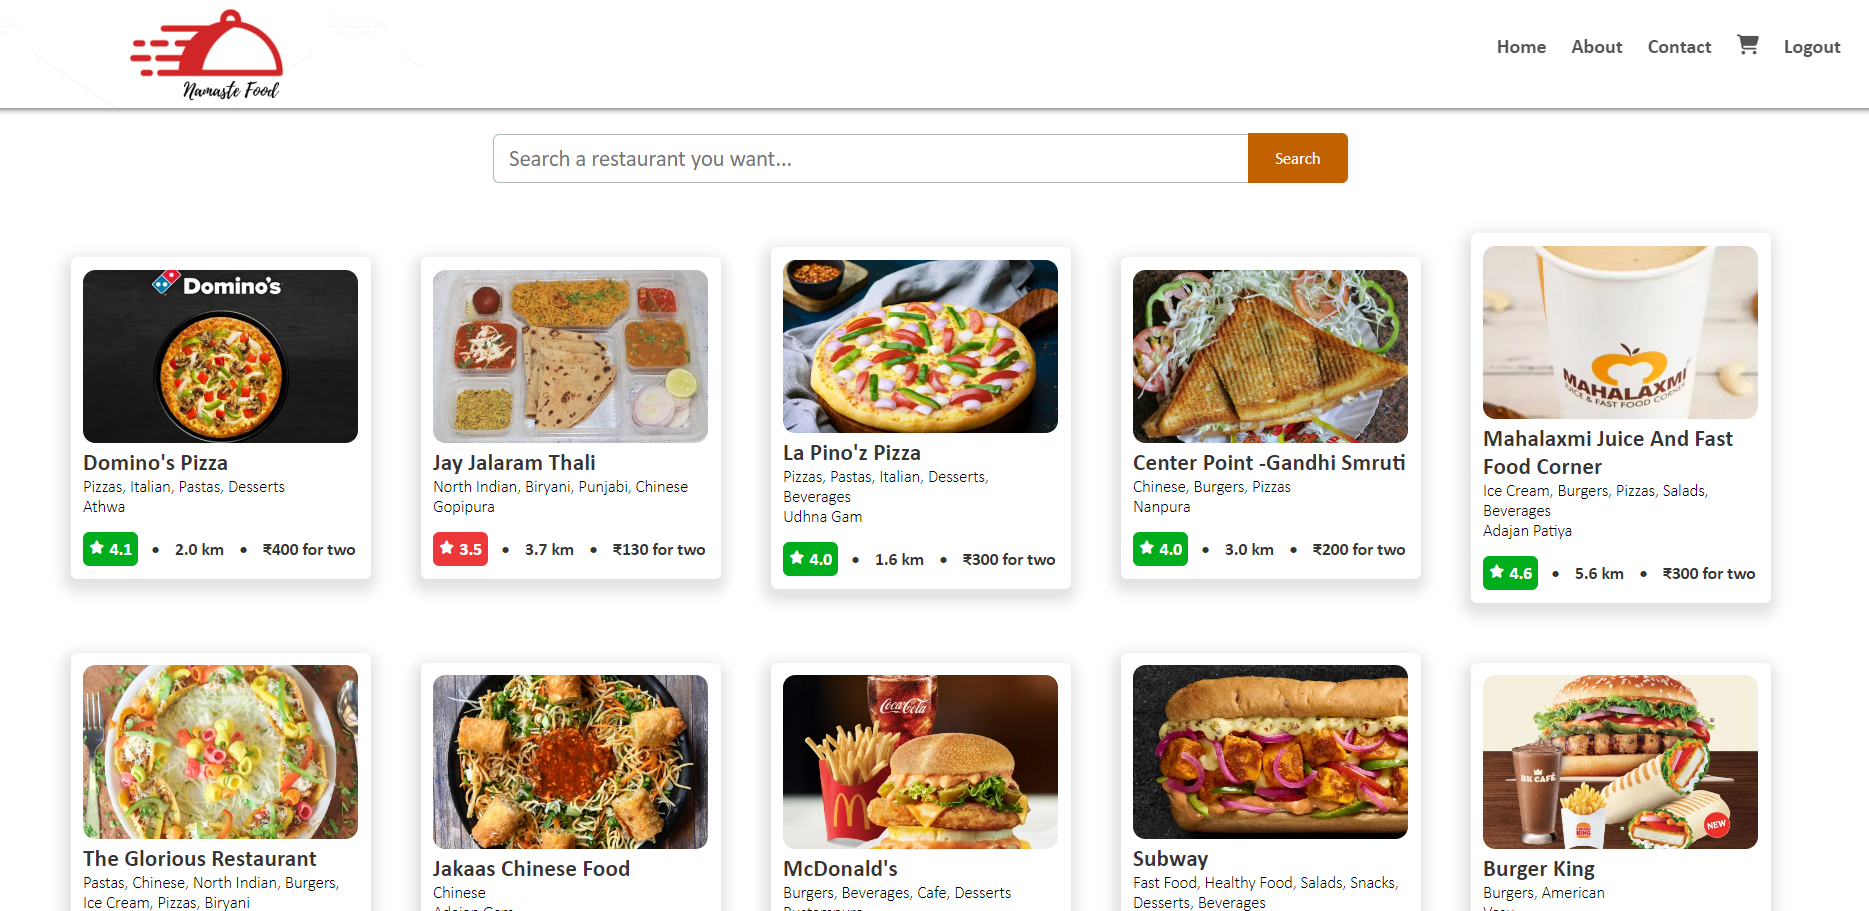 Namaste Food
Home About Contact Logout
Search a restaurant you want...
Search
Domino's
Domino's Pizza
Pizzas, Italian, Pastas, Desserts
Athwa
4.1 • 2.0 km • ₹400 for two
Jay Jalaram Thali
North Indian, Biryani, Punjabi, Chinese
Gopipura
3.5 • 3.7 km • ₹130 for two
La Pino'z Pizza
Pizzas, Pastas, Italian, Desserts,
Beverages
Udhna Gam
4.0 • 1.6 km • ₹300 for two
Center Point -Gandhi Smruti
Chinese, Burgers, Pizzas
Nanpura
4.0 • 3.0 km • ₹200 for two
MAHALAXMI
JUICE & FAST FOOD CORNER
Mahalaxmi Juice And Fast
Food Corner
Ice Cream, Burgers, Pizzas, Salads,
Beverages
Adajan Patiya
4.6 • 5.6 km • ₹300 for two
The Glorious Restaurant
Pastas, Chinese, North Indian, Burgers,
Ice Cream, Pizzas, Biryani
Jakaas Chinese Food
Chinese
Adajan Gam
Coca-Cola
McDonald's
Burgers, Beverages, Cafe, Desserts
Subway
Fast Food, Healthy Food, Salads, Snacks,
Desserts, Beverages
BK CAFÉ
BURGER
KING
NEW
Burger King
Burgers, American